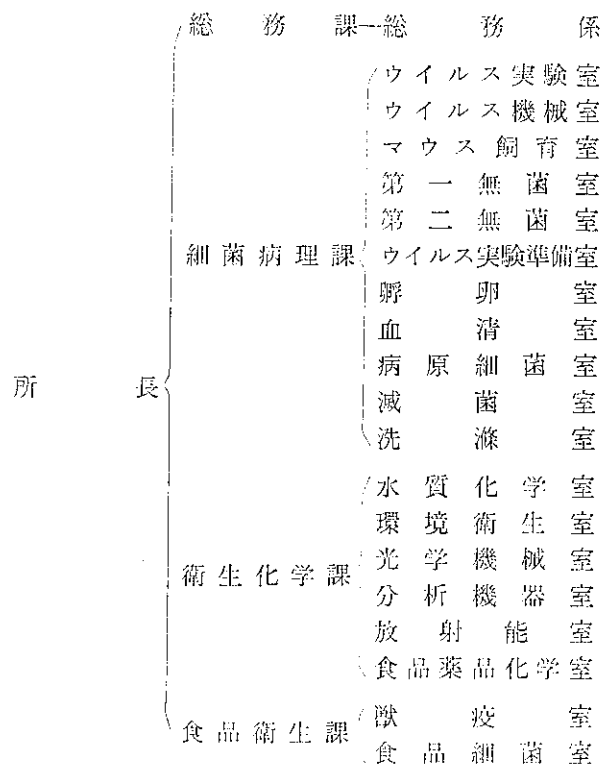 総務課―総務係
ウイルス実験室
ウイルス機械室
マウス飼育室
第一無菌室
第二無菌室
細菌病理課 ウイルス実験準備室
孵卵室
血清室
病原細菌室
所長
滅菌室
洗滌室
水質化学室
環境衛生室
光学機械室
衛生化学課
分析機器室
放射能室
食品薬品化学室
獣疫室
食品衛生課
食品細菌室